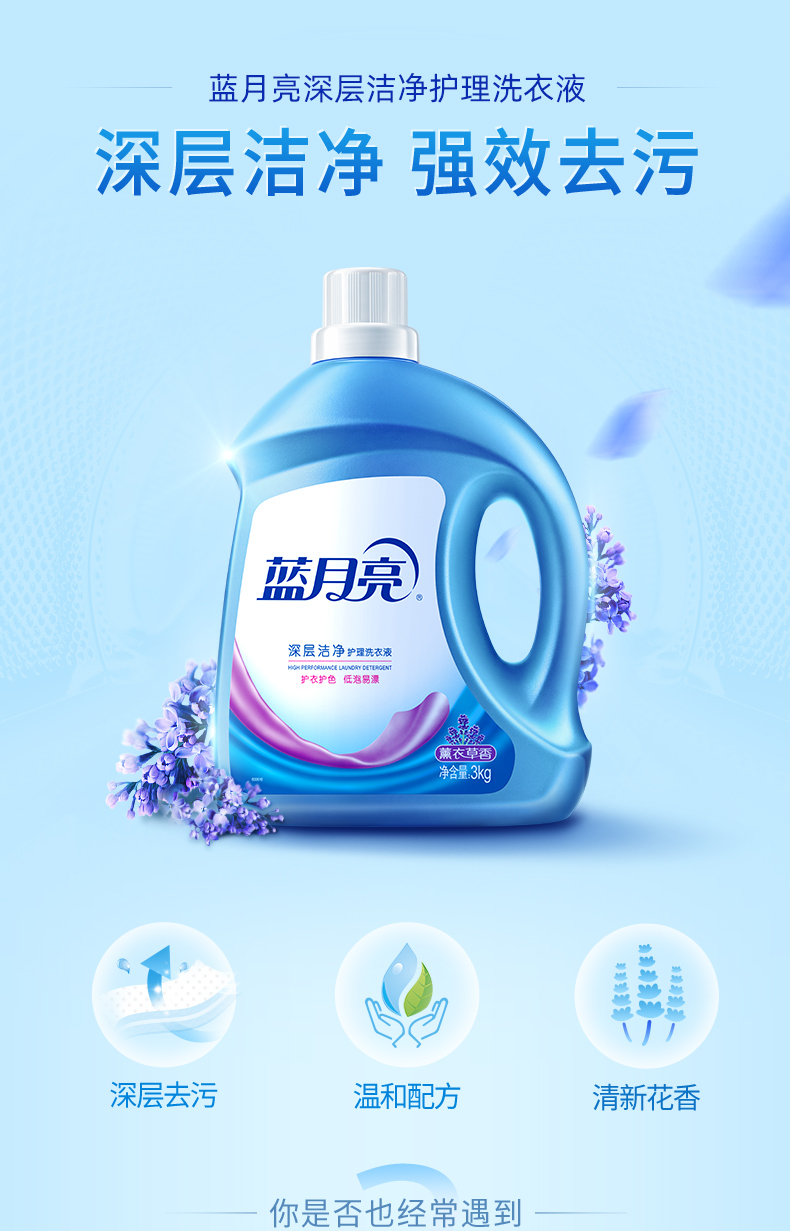 蓝月亮深层洁净护理洗衣液
深层洁净 强效去污
蓝月亮®
深层洁净 护理洗衣液
HIGH PERFORMANCE LAUNDRY DETERGENT
护衣护色 低泡易漂
薰衣草香
净含量:3kg
深层去污
温和配方
清新花香
你是否也经常遇到